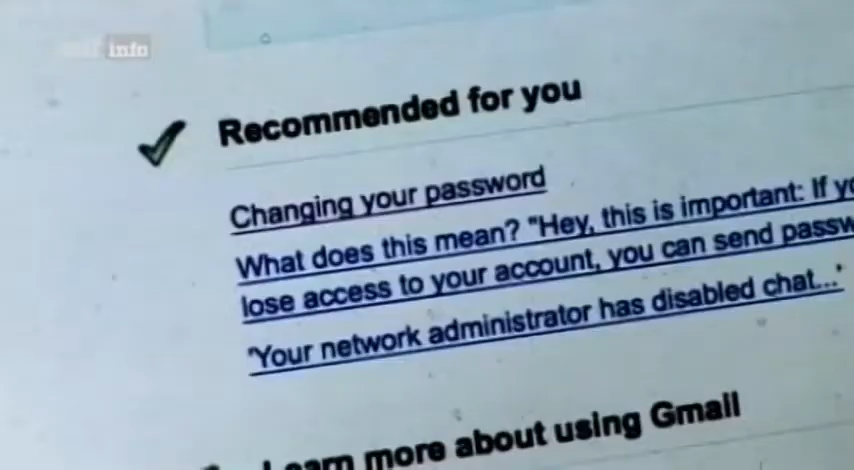 info
Recommended for you
Changing your password
What does this mean? "Hey, this is important: If
lose access to your account, you can send
'Your network administrator has disabled chat...'
Learn more about using Gmail